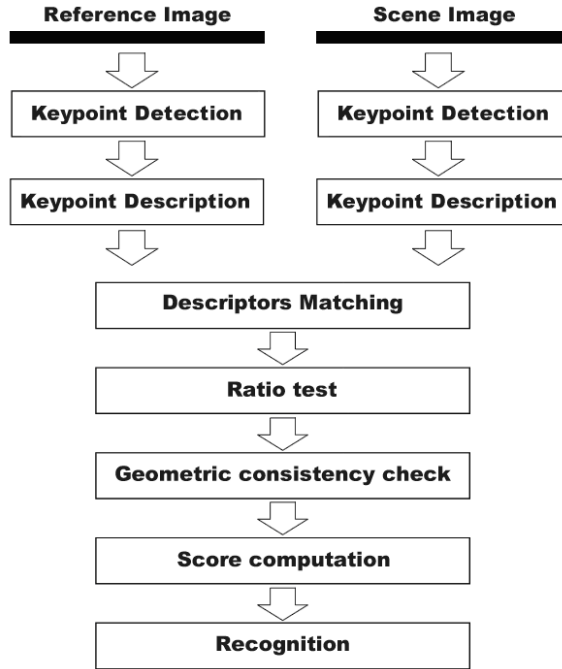 Reference Image
Scene Image
Keypoint Detection
Keypoint Detection
Keypoint Description
Keypoint Description
Descriptors Matching
Ratio test
Geometric consistency check
Score computation
Recognition